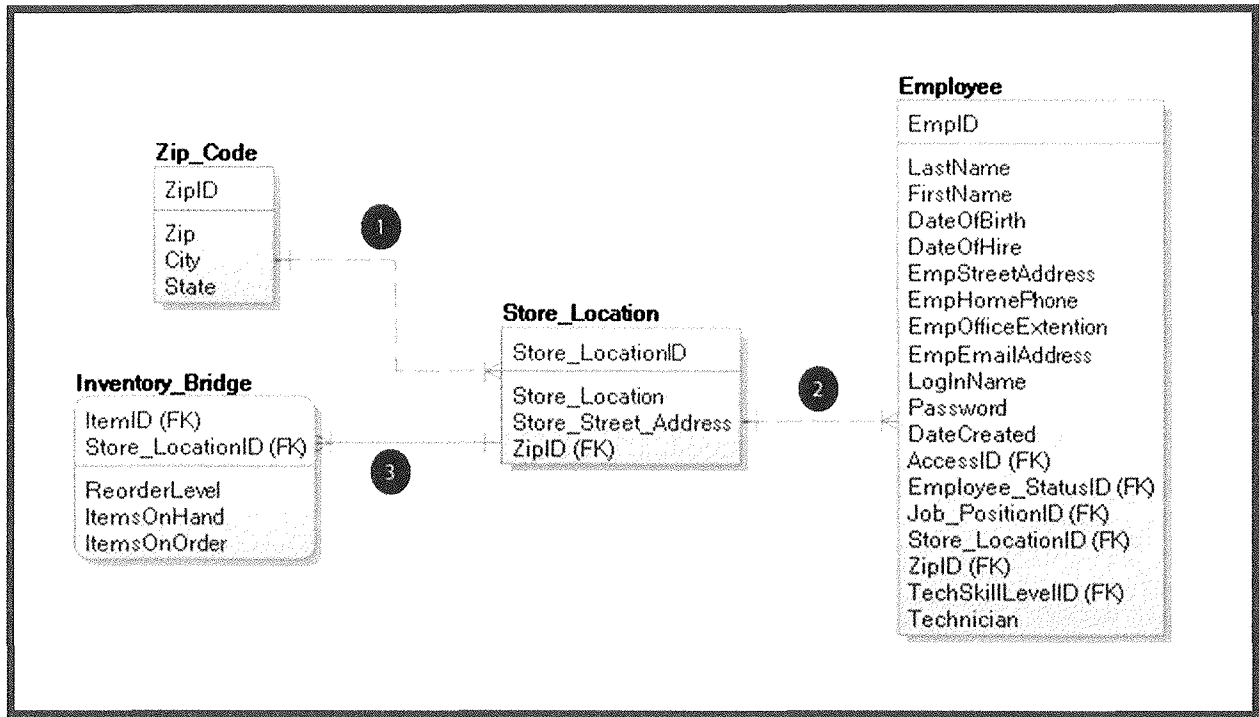 Zip_Code
ZipID
Zip
City
State
1
Inventory_Bridge
ItemID (FK)
Store_LocationID (FK)
ReorderLevel
ItemsOnHand
ItemsOnOrder
3
Store_Location
Store_LocationID
Store_Location
Store_Street_Address
ZipID (FK)
2
Employee
EmpID
LastName
FirstName
DateOfBirth
DateOfHire
EmpStreetAddress
EmpHomePhone
EmpOfficeExtention
EmpEmailAddress
LogInName
Password
DateCreated
AccessID (FK)
Employee_StatusID (FK)
Job_PositionID (FK)
Store_LocationID (FK)
ZipID (FK)
TechSkillLevelID (FK)
Technician